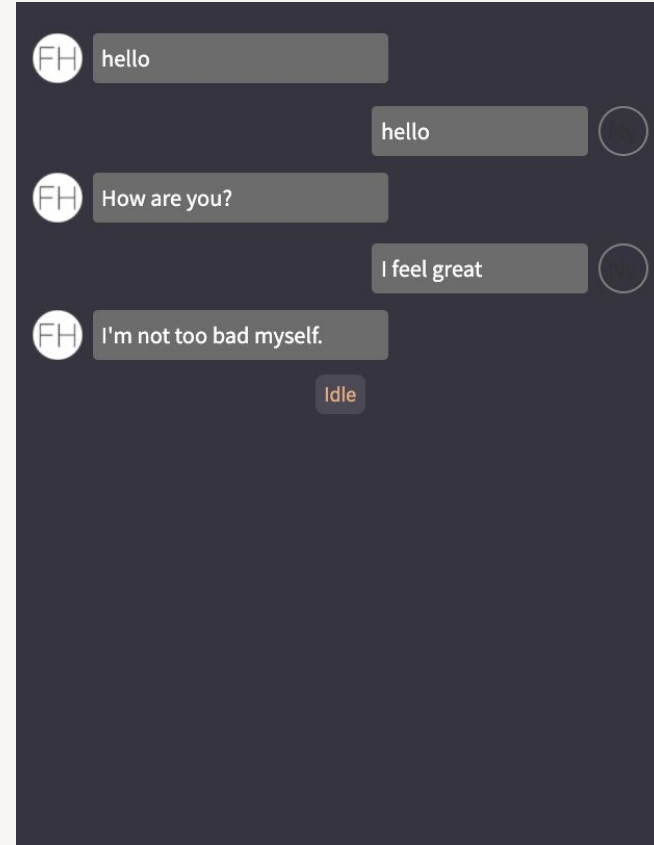 FH
hello
hello
FH
How are you?
I feel great
FH
I'm not too bad myself.
Idle